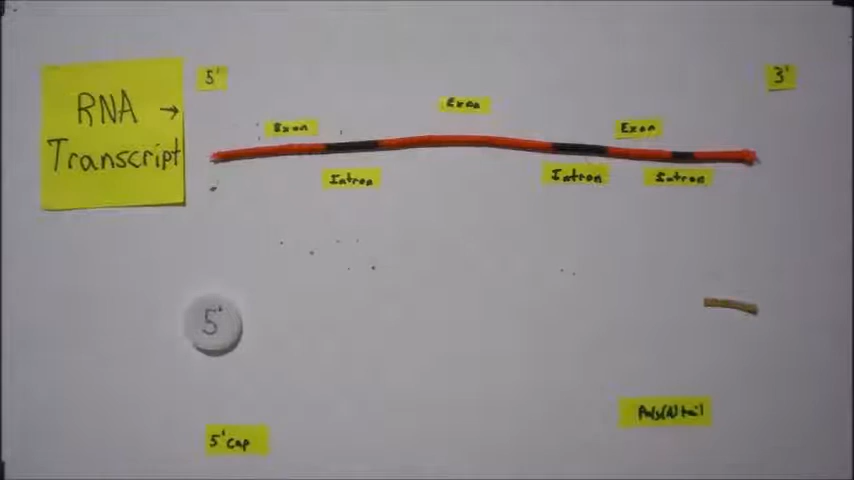 RNA →
Transcript
5'
3'
Exon
Exon
Exon
Intron
Intron
Intron
5'
5' cap
Poly(A) tail